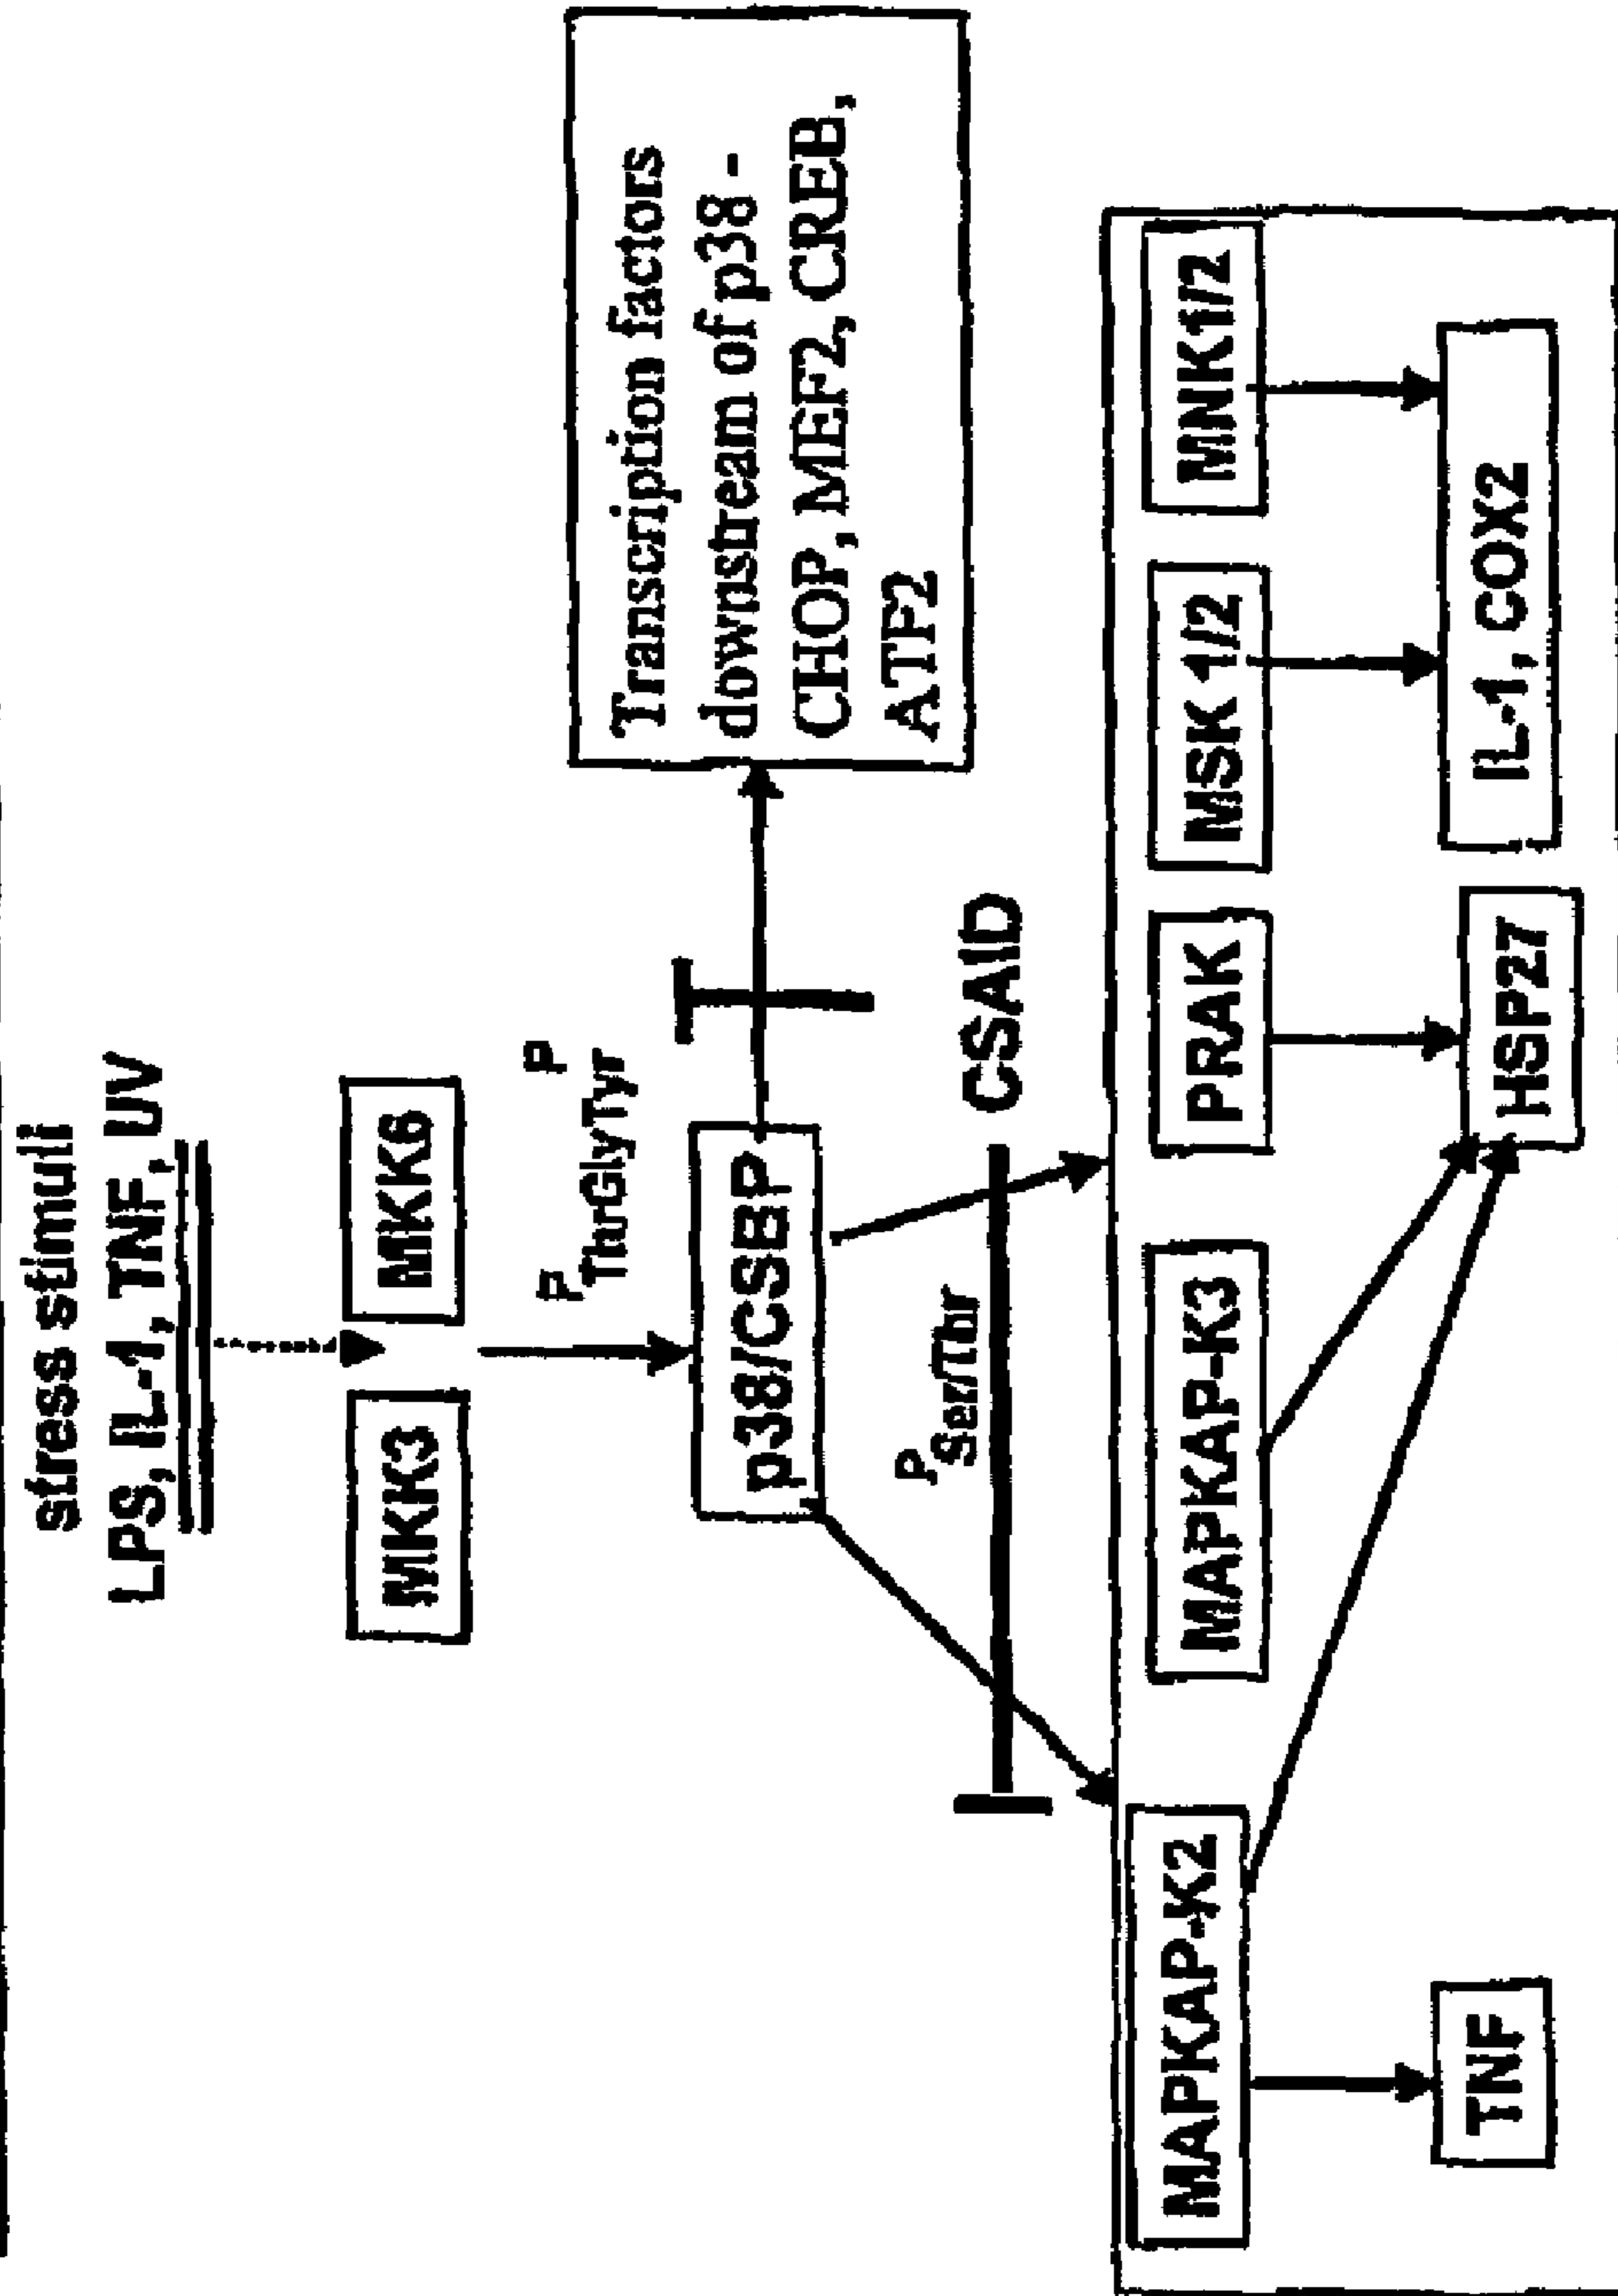 stress stimuli
LPS, IL-1, TNF, UV
MKK3
MKK6
P
P
ThrGlyTyr
p38/CSBP
Transcription factors
downstream of p38 -
CHOP, MEF2, CREB,
ATF2
P
Ser/Thr
CSAID
MAPKAP-K2
MAPKAP-K3
PRAK
MSK 1/2
MNK1/2
TNF
HSP27
IL-1, COX2